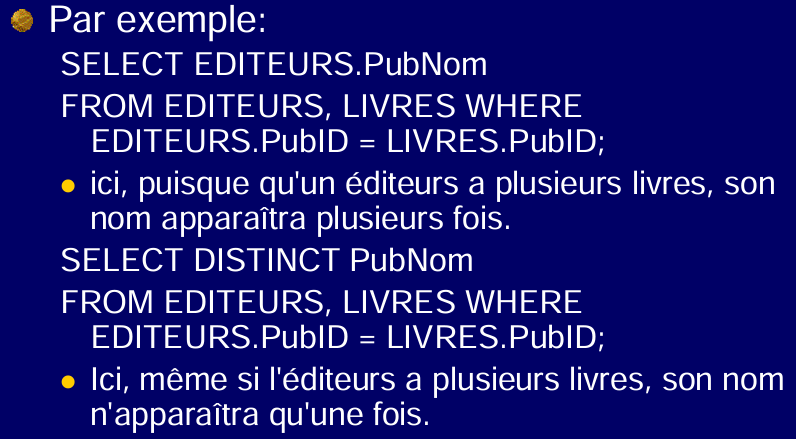 Par exemple:
SELECT EDITEURS.PubNom
FROM EDITEURS, LIVRES WHERE
EDITEURS.PubID = LIVRES.PubID;
ici, puisque qu'un éditeurs a plusieurs livres, son
nom apparaîtra plusieurs fois.
SELECT DISTINCT PubNom
FROM EDITEURS, LIVRES WHERE
EDITEURS.PubID = LIVRES.PubID;
Ici, même si l'éditeurs a plusieurs livres, son nom
n'apparaîtra qu'une fois.